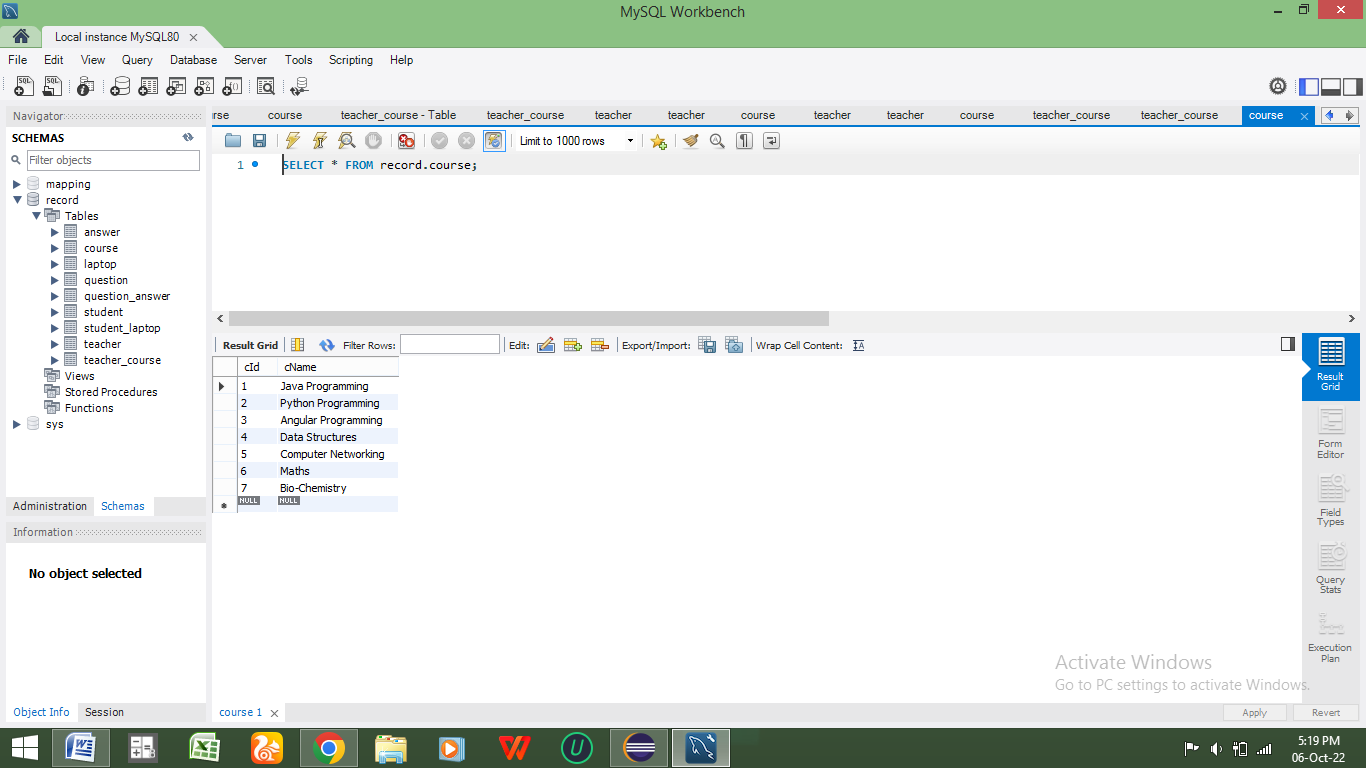 MySQL Workbench
Local instance MySQL80
File Edit View Query Database Server Tools Scripting Help
Navigator
rse course teacher_course - Table teacher_course teacher teacher course teacher teacher course teacher_course teacher_course course
SCHEMAS
Limit to 1000 rows
Filter objects
1 SELECT * FROM record.course;
mapping
record
Tables
answer
course
laptop
question
question_answer
student
student_laptop
teacher
teacher_course
Views
Stored Procedures
Functions
sys
Administration Schemas
Information
No object selected
Object Info Session
Result Grid Filter Rows: Edit: Export/Import: Wrap Cell Content:
cId cName
1 Java Programming
2 Python Programming
3 Angular Programming
4 Data Structures
5 Computer Networking
6 Maths
7 Bio-Chemistry
NULL NULL
Result
Grid
Form
Editor
Field
Types
Query
Stats
Execution
Plan
Activate Windows
Go to PC settings to activate Windows.
course 1
Apply Revert
5:19 PM
06-Oct-22